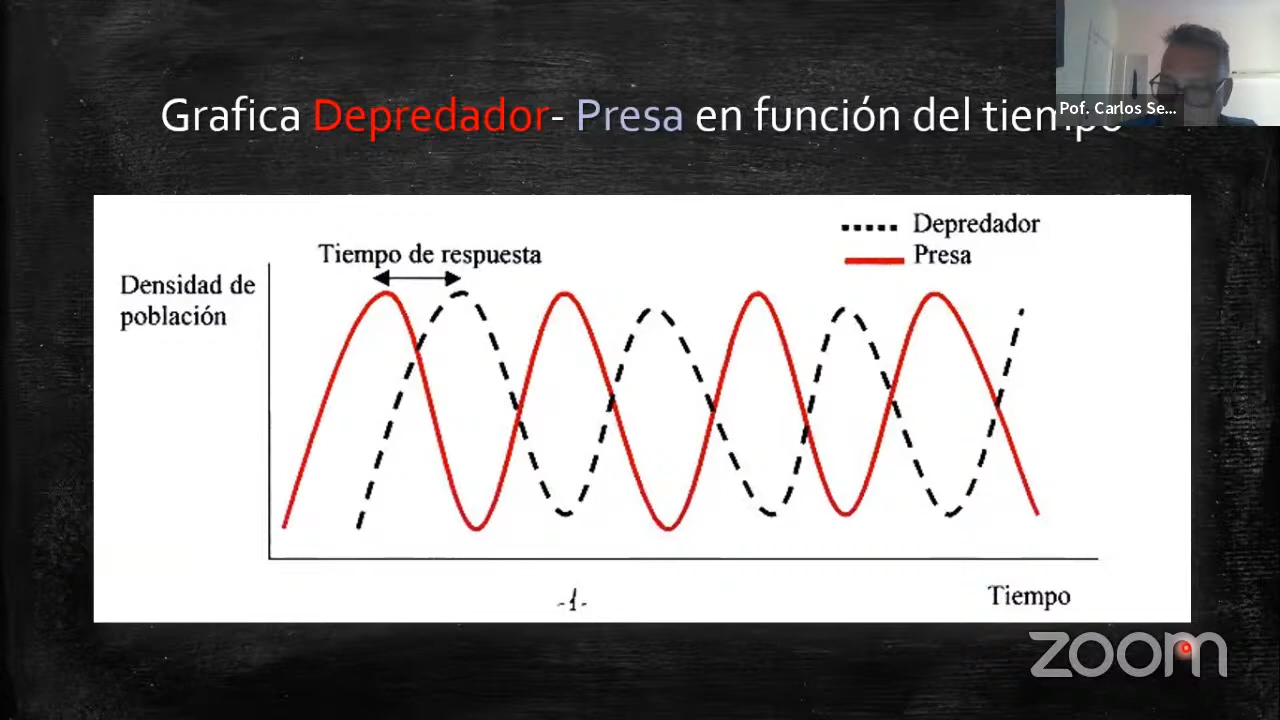 Grafica Depredador- Presa en función del tiempo
Pof. Carlos Se...
Depredador
Presa
Tiempo de respuesta
Densidad de
población
-1-
Tiempo
zoom